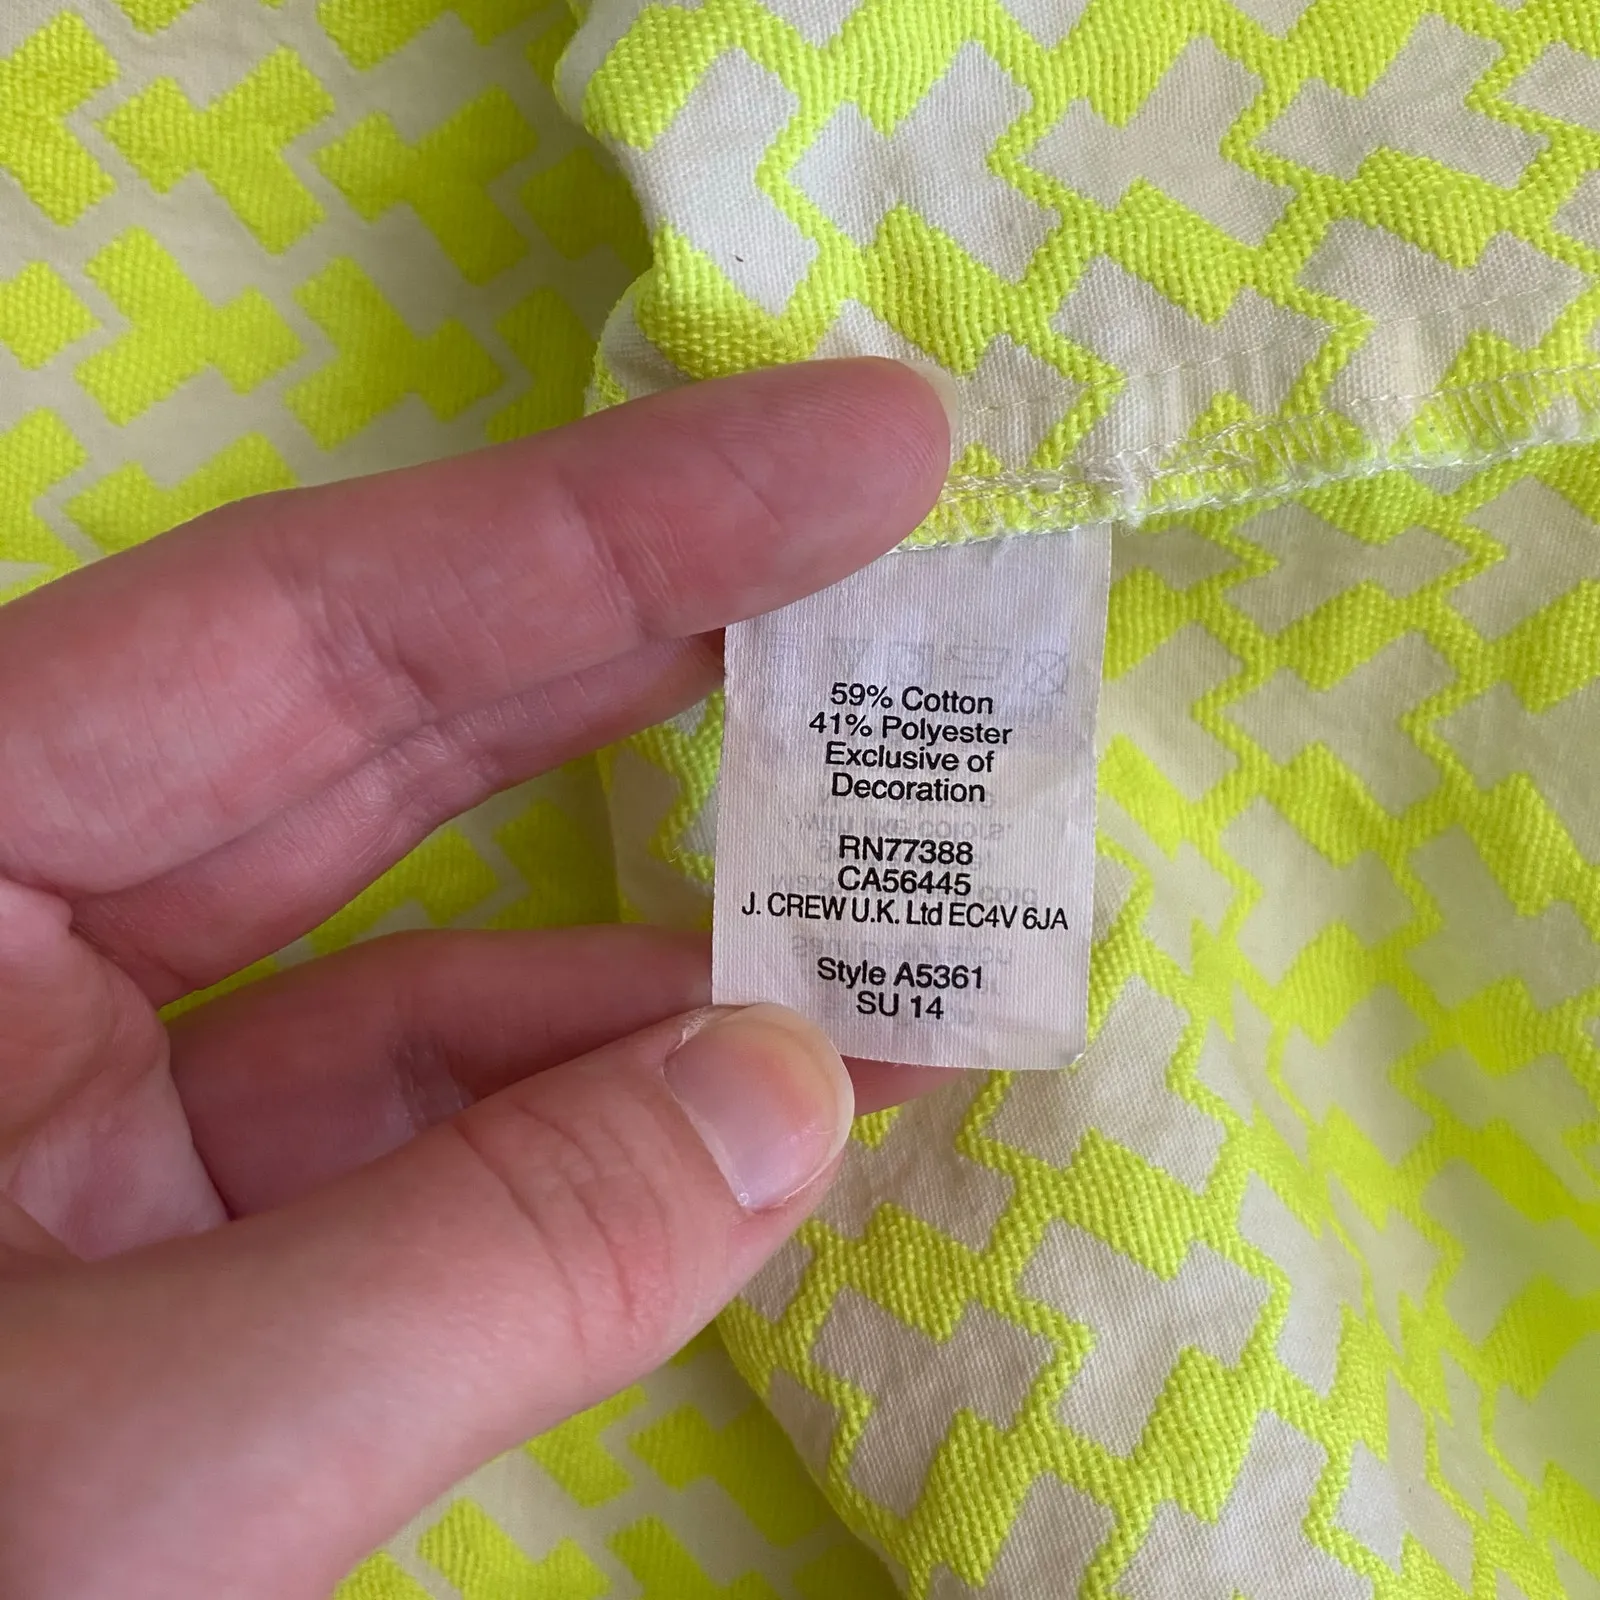 59% Cotton
41% Polyester
Exclusive of
Decoration
RN77388
CA56445
J. CREW U.K. Ltd EC4V 6JA
Style A5361
SU 14